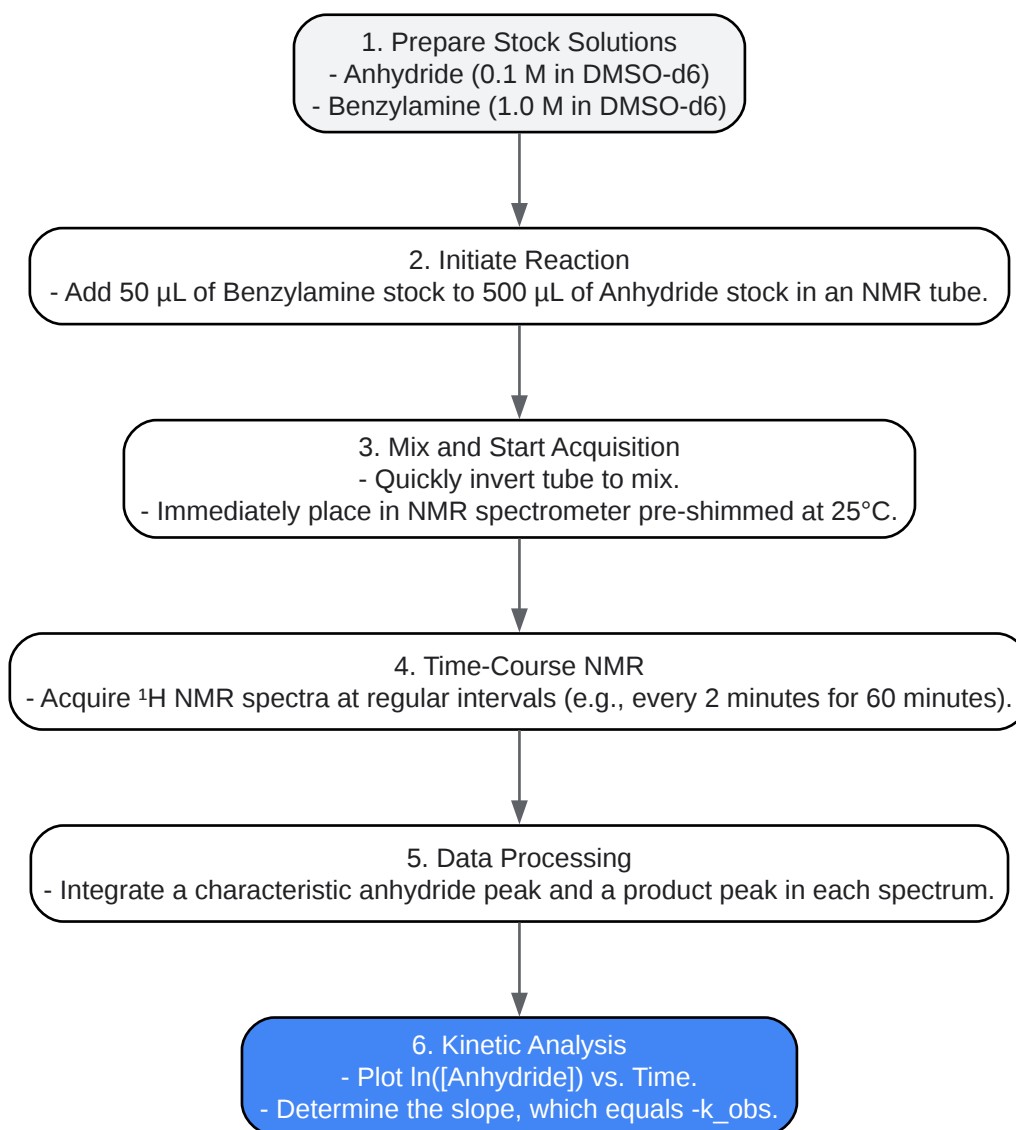 1. Prepare Stock Solutions
- Anhydride (0.1 M in DMSO-d6)
- Benzylamine (1.0 M in DMSO-d6)
2. Initiate Reaction
- Add 50 µL of Benzylamine stock to 500 µL of Anhydride stock in an NMR tube.
3. Mix and Start Acquisition
- Quickly invert tube to mix.
- Immediately place in NMR spectrometer pre-shimmed at 25°C.
4. Time-Course NMR
- Acquire ¹H NMR spectra at regular intervals (e.g., every 2 minutes for 60 minutes).
5. Data Processing
- Integrate a characteristic anhydride peak and a product peak in each spectrum.
6. Kinetic Analysis
- Plot ln([Anhydride]) vs. Time.
- Determine the slope, which equals -k_obs.